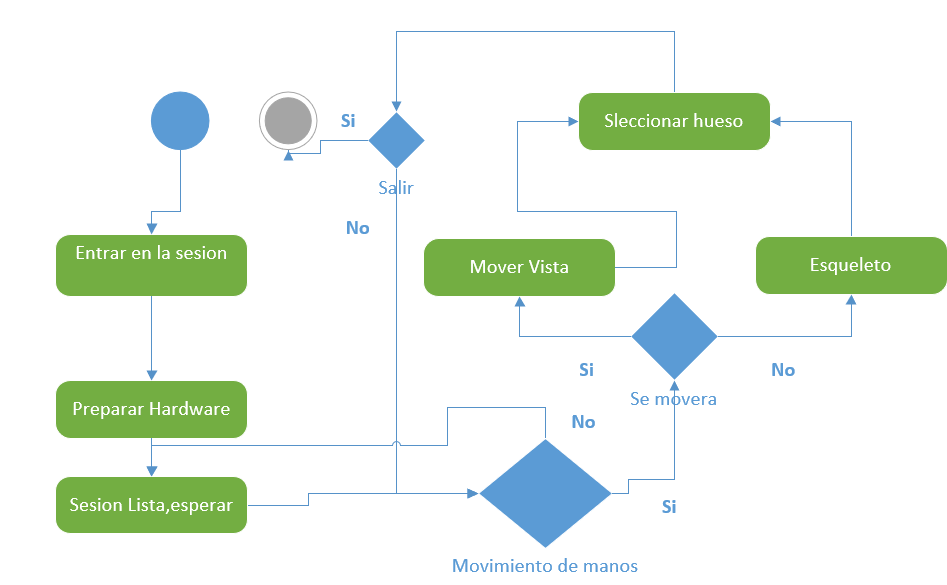 Sleccionar hueso
Si
Salir
No
Entrar en la sesion
Mover Vista
Esqueleto
Si
No
Se movera
Preparar Hardware
No
Sesion Lista,esperar
Si
Movimiento de manos